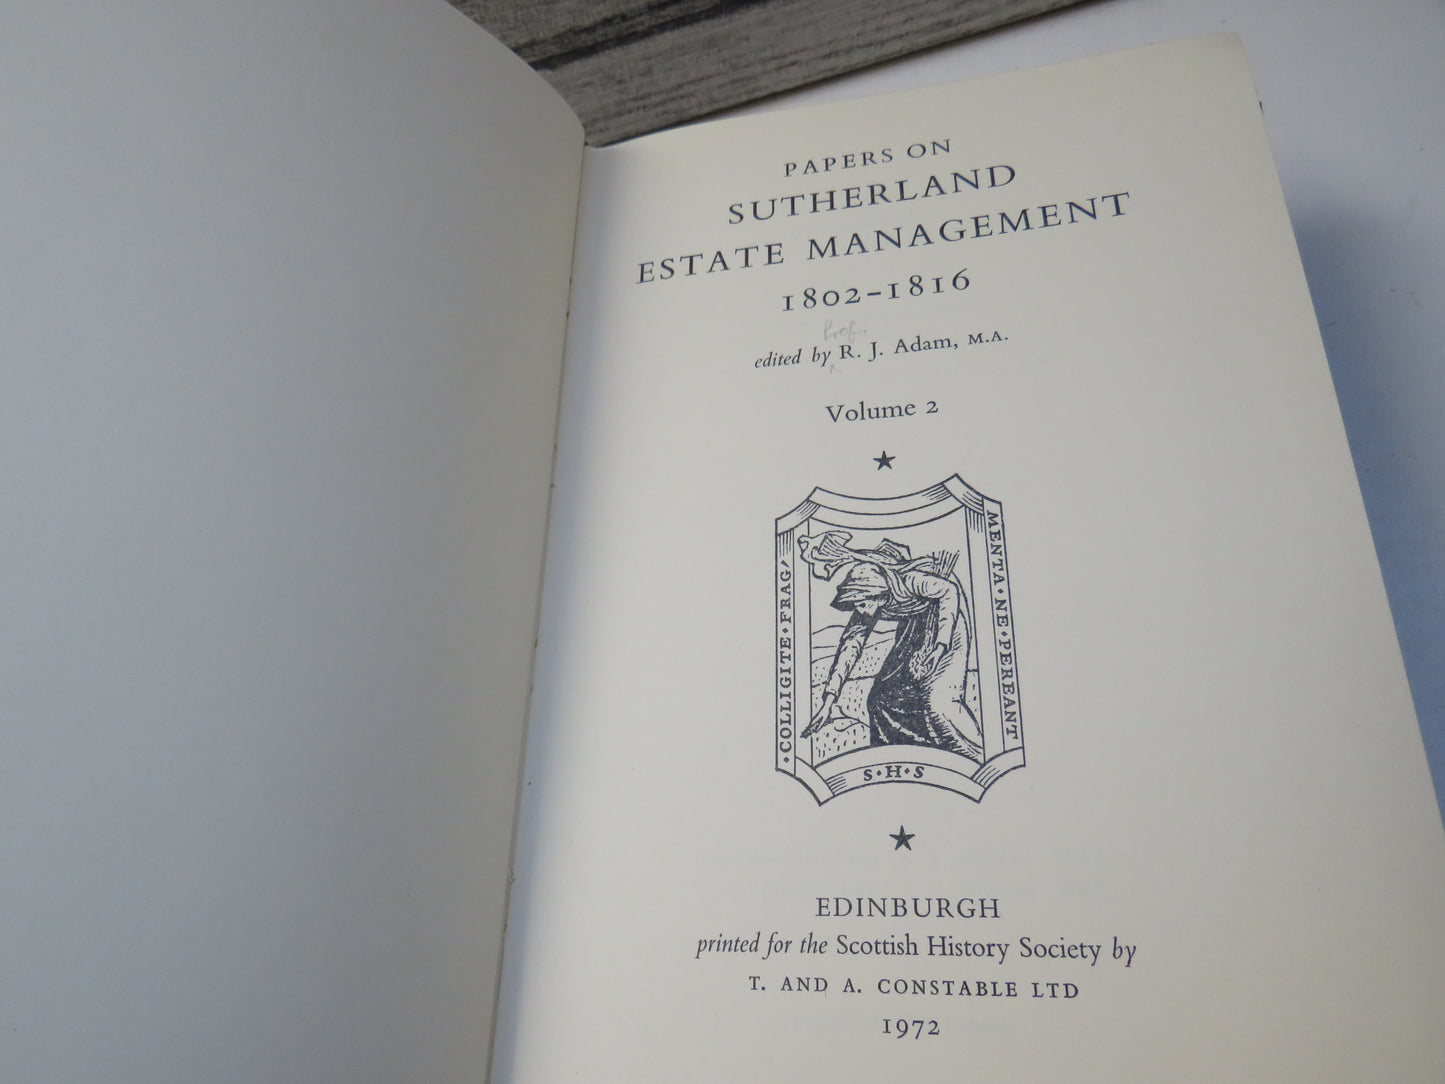 PAPERS ON
SUTHERLAND
ESTATE MANAGEMENT
1802–1816
Prof.
edited by R. J. Adam, M.A.
Volume 2
·COLLIGITE·FRAG'
MENTA·NE·PEREANT
S·H·S
EDINBURGH
printed for the Scottish History Society by
T. AND A. CONSTABLE LTD
1972